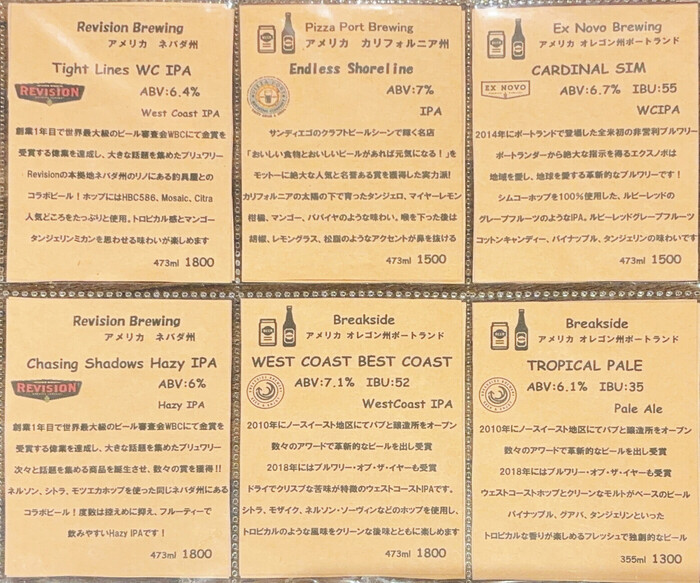 Revision Brewing
アメリカ ネバダ州
Tight Lines WC IPA
REVISION
ABV:6.4%
West Coast IPA
創業1年目で世界最大級のビール審査会WBCにて金賞を
受賞する偉業を達成し、大きな話題を集めたブリュワリー
Revisionの本拠地ネバダ州のリノにある釣具屋との
コラボビール！ホップにはHBC586、Mosaic、Citra
人気どころをたっぷりと使用。トロピカル感とマンゴー
タンジェリンミカンを思わせる味わいが楽しめます
473ml 1800
Pizza Port Brewing
アメリカ カリフォルニア州
Endless Shoreline
ABV:7%
IPA
サンディエゴのクラフトビールシーンで輝く名店
「おいしい食物とおいしいビールがあれば元気になる！」を
モットーに絶大な人気と名誉ある賞を獲得した実力派！
カリフォルニアの太陽の下で育ったタンジェロ、マイヤーレモン
柑橘、マンゴー、パパイヤのような味わい、喉を下った後は
胡椒、レモングラス、松脂のようなアクセントが鼻を抜ける
473ml 1500
Ex Novo Brewing
アメリカ オレゴン州ポートランド
CARDINAL SIM
EX NOVO
ABV:6.7% IBU:55
WCIPA
2014年にポートランドで登場した全米初の非営利ブルワリー
ポートランダーから絶大な指示を得るエクスノボは
地域を愛し、地球を愛する革新的なブルワリーです！
シムコーホップを100%使用した、ルビーレッドの
グレープフルーツのようなIPA。ルビーレッドグレープフルーツ
コットンキャンディー、パイナップル、タンジェリンの味わいです
473ml 1500
Revision Brewing
アメリカ ネバダ州
Chasing Shadows Hazy IPA
REVISION
ABV:6%
Hazy IPA
創業1年目で世界最大級のビール審査会WBCにて金賞を
受賞する偉業を達成し、大きな話題を集めたブリュワリー
次々と話題を集める商品を誕生させ、数々の賞を獲得！！
ネルソン、シトラ、モツエカホップを使った同じネバダ州にある
コラボビール！度数は控えめに抑え、フルーティーで
飲みやすいHazy IPAです！
473ml 1800
Breakside
アメリカ オレゴン州ポートランド
WEST COAST BEST COAST
ABV:7.1% IBU:52
WestCoast IPA
2010年にノースイースト地区にてパブと醸造所をオープン
数々のアワードで革新的なビールを出し受賞
2018年にはブルワリー・オブ・ザ・イヤーも受賞
ドライでクリスプな苦味が特徴のウェストコーストIPAです。
シトラ、モザイク、ネルソン・ソーヴィンなどのホップを使用し、
トロピカルのような風味をクリーンな後味とともに楽しめます
473ml 1800
Breakside
アメリカ オレゴン州ポートランド
TROPICAL PALE
ABV:6.1% IBU:35
Pale Ale
2010年にノースイースト地区にてパブと醸造所をオープン
数々のアワードで革新的なビールを出し受賞
2018年にはブルワリー・オブ・ザ・イヤーも受賞
ウェストコーストホップとクリーンなモルトがベースのビール
パイナップル、グアバ、タンジェリンといった
トロピカルな香りが楽しめるフレッシュで独創的なビール
355ml 1300